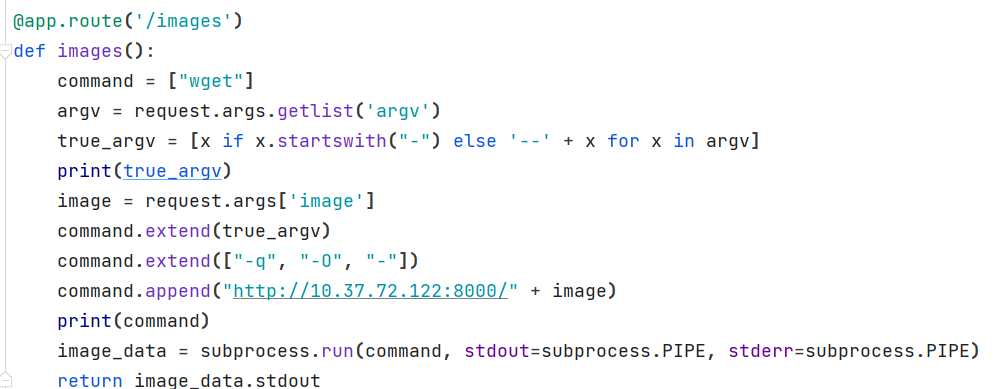 @app.route('/images')
def images():
    command = ["wget"]
    argv = request.args.getlist('argv')
    true_argv = [x if x.startswith("-") else '--' + x for x in argv]
    print(true_argv)
    image = request.args['image']
    command.extend(true_argv)
    command.extend(["-q", "-O", "-"])
    command.append("http://10.37.72.122:8000/" + image)
    print(command)
    image_data = subprocess.run(command, stdout=subprocess.PIPE, stderr=subprocess.PIPE)
    return image_data.stdout